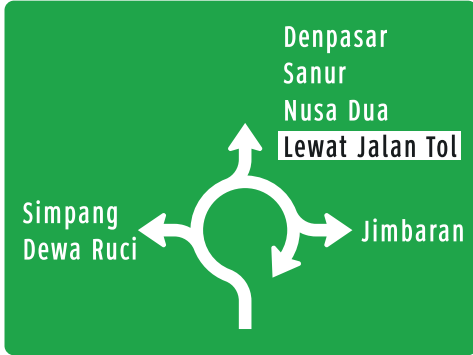 Denpasar
Sanur
Nusa Dua
Lewat Jalan Tol
Simpang
Dewa Ruci
Jimbaran